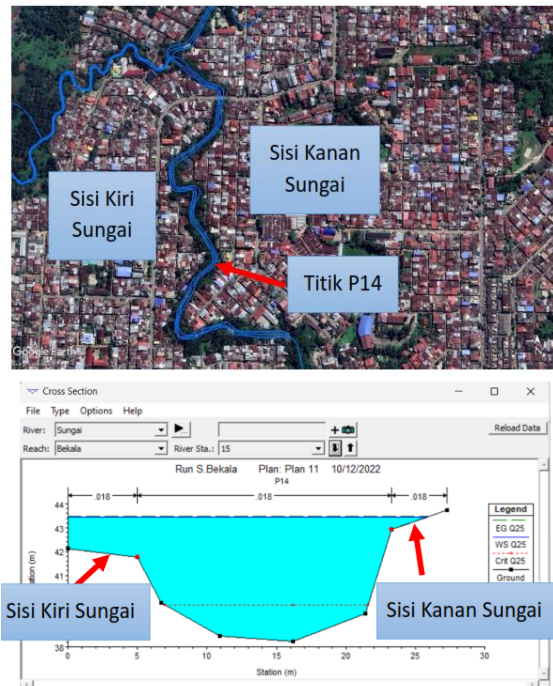 Sisi Kanan
Sungai
Sisi Kiri
Sungai
Titik P14
Google Earth
Cross Section
File Type Options Help
River: Sungai
Reload Data
Reach: Bekala River Sta.: 15
Run S.Bekala Plan: Plan 11 10/12/2022
P14
.018 .018 .018
44
43
42
41
38
Legend
EG Q25
WS Q25
Crit Q25
Ground
Sisi Kiri Sungai
Sisi Kanan Sungai
0 5 10 15 20 25 30
Station (m)